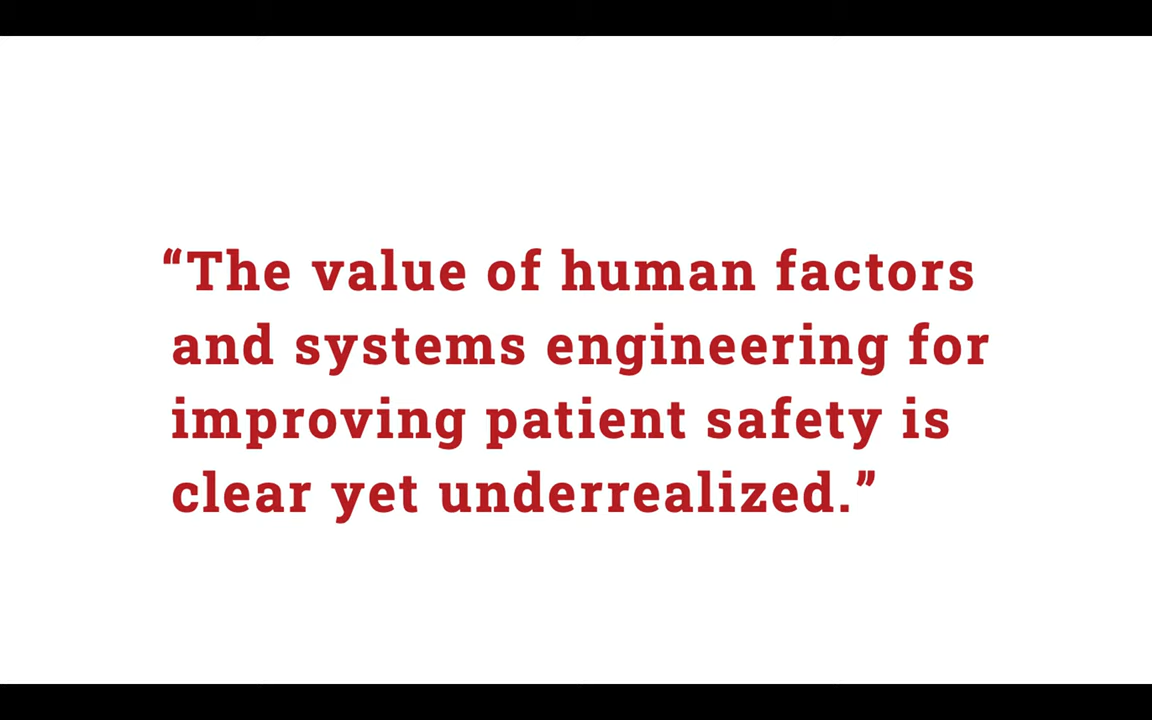 “The value of human factors
and systems engineering for
improving patient safety is
clear yet underrealized.”